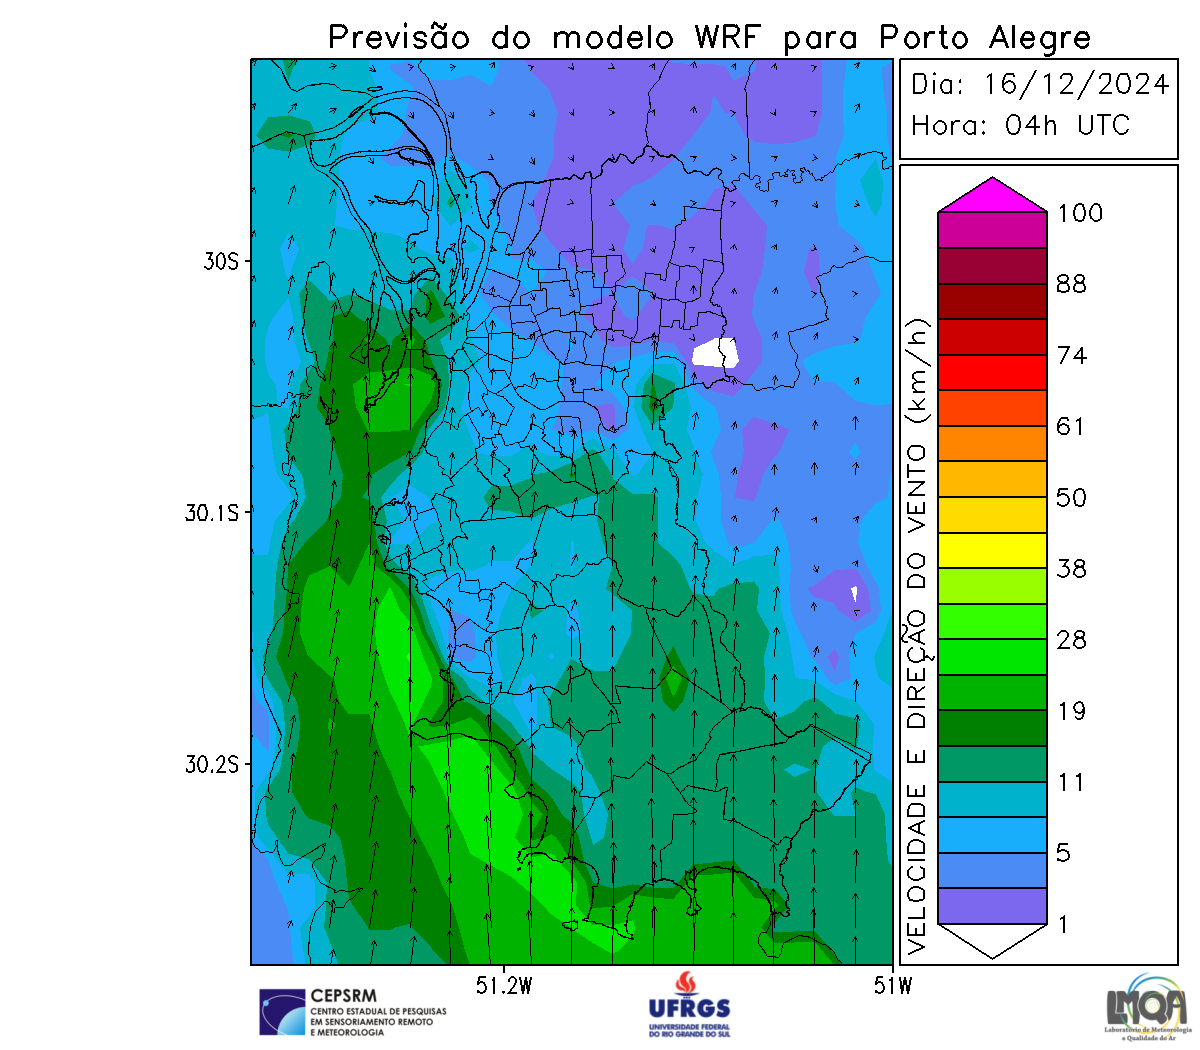 Previsão do modelo WRF para Porto Alegre
Dia: 16/12/2024
Hora: 04h UTC
100
88
74
61
50
38
28
19
11
5
1
VELOCIDADE E DIREÇÃO DO VENTO (km/h)
30S
30.1S
30.2S
51.2W
51W
CEPSRM
CENTRO ESTADUAL DE PESQUISAS
EM SENSORIAMENTO REMOTO
E METEOROLOGIA
UFRGS
UNIVERSIDADE FEDERAL
DO RIO GRANDE DO SUL
LMQA
Laboratório de Meteorologia
e Qualidade do Ar